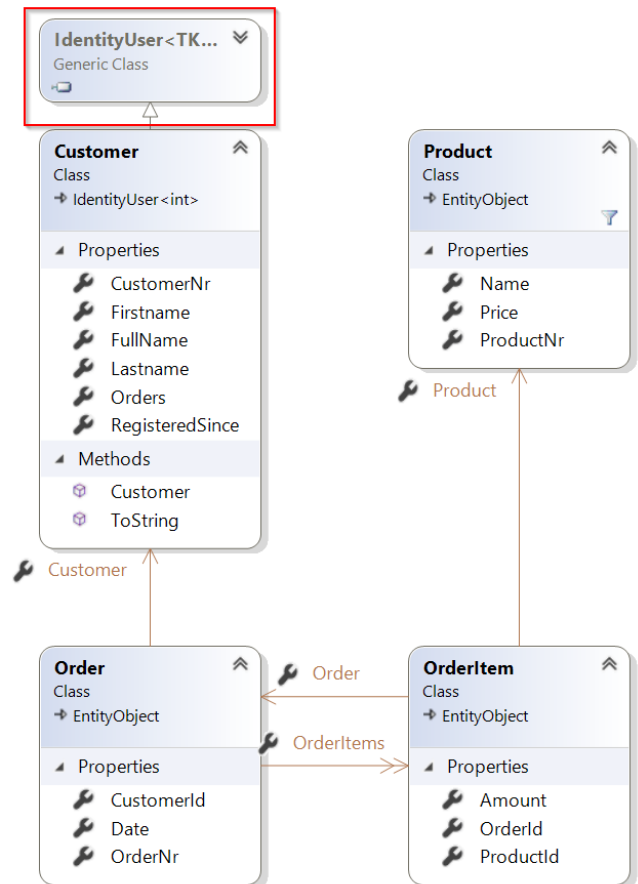 IdentityUser<TK...
Generic Class
Customer
Class
IdentityUser<int>
Properties
CustomerNr
Firstname
FullName
Lastname
Orders
RegisteredSince
Methods
Customer
ToString
Product
Class
EntityObject
Properties
Name
Price
ProductNr
Product
Customer
Order
Class
EntityObject
Properties
CustomerId
Date
OrderNr
Order
OrderItems
OrderItem
Class
EntityObject
Properties
Amount
OrderId
ProductId